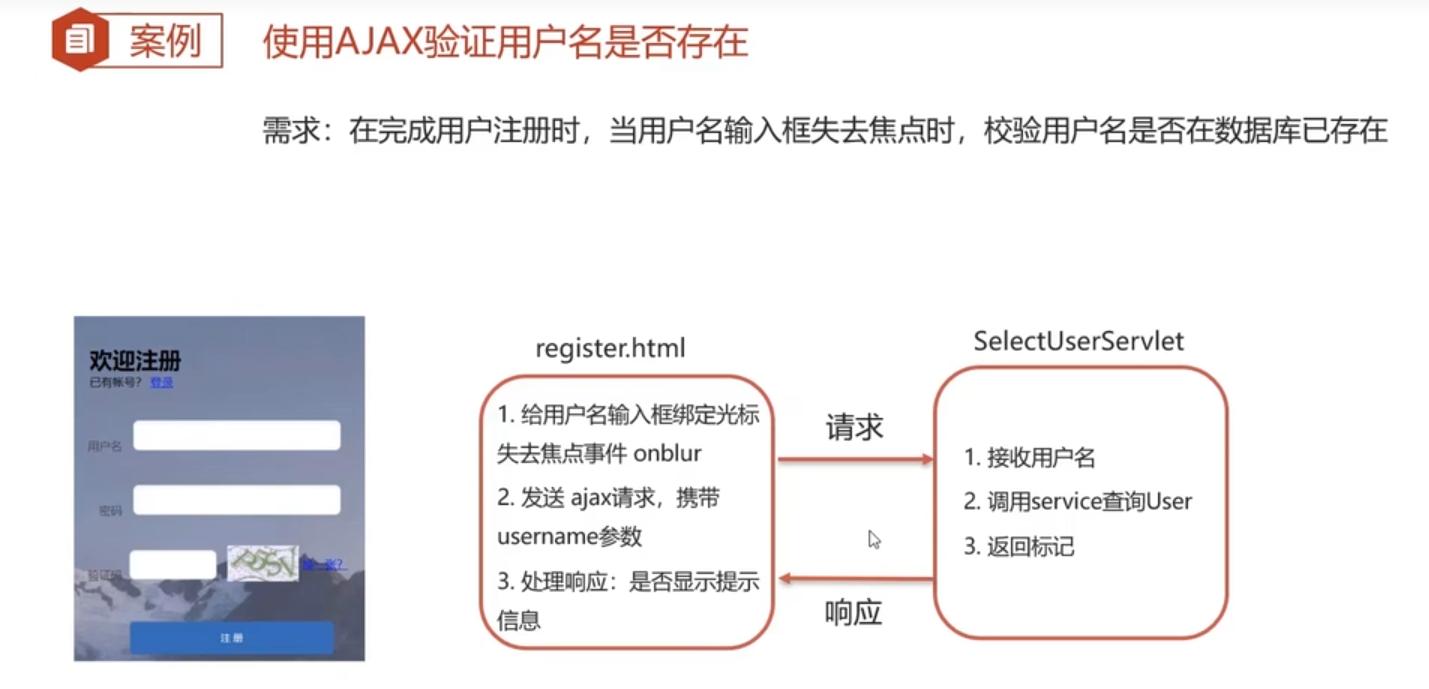 案例
使用AJAX验证用户名是否存在
需求：在完成用户注册时，当用户名输入框失去焦点时，校验用户名是否在数据库已存在
欢迎注册
已有帐号？ 登录
用户名
密码
验证码
注册
register.html
1. 给用户名输入框绑定光标
失去焦点事件 onblur
2. 发送 ajax请求，携带
username参数
3. 处理响应：是否显示提示
信息
请求
响应
SelectUserServlet
1. 接收用户名
2. 调用service查询User
3. 返回标记